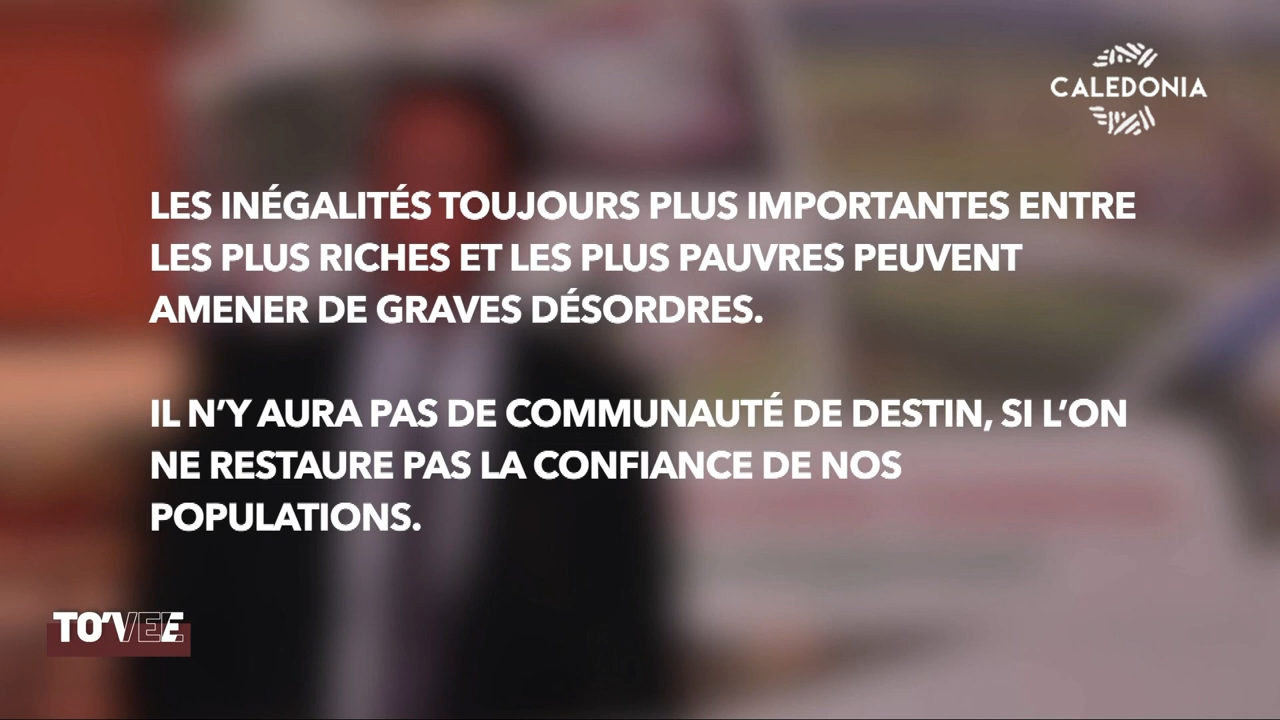 CALEDONIA
LES INÉGALITÉS TOUJOURS PLUS IMPORTANTES ENTRE
LES PLUS RICHES ET LES PLUS PAUVRES PEUVENT
AMENER DE GRAVES DÉSORDRES.
IL N’Y AURA PAS DE COMMUNAUTÉ DE DESTIN, SI L’ON
NE RESTAURE PAS LA CONFIANCE DE NOS
POPULATIONS.
TO’VEE